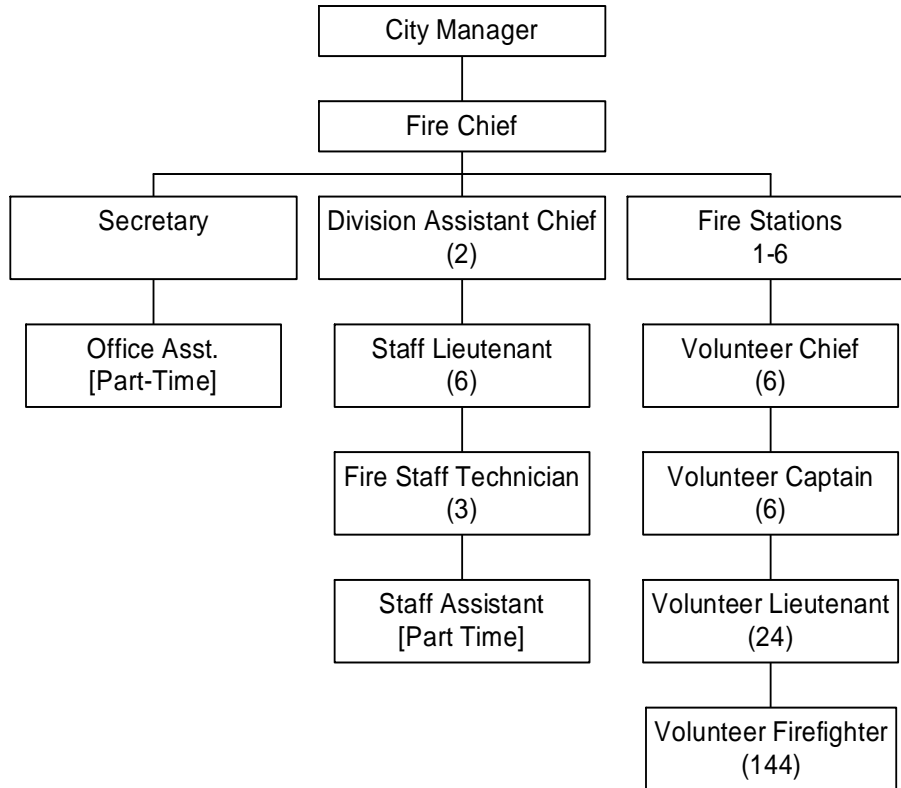 City Manager
Fire Chief
Secretary
Division Assistant Chief
(2)
Fire Stations
1-6
Office Asst.
[Part-Time]
Staff Lieutenant
(6)
Volunteer Chief
(6)
Fire Staff Technician
(3)
Volunteer Captain
(6)
Staff Assistant
[Part Time]
Volunteer Lieutenant
(24)
Volunteer Firefighter
(144)